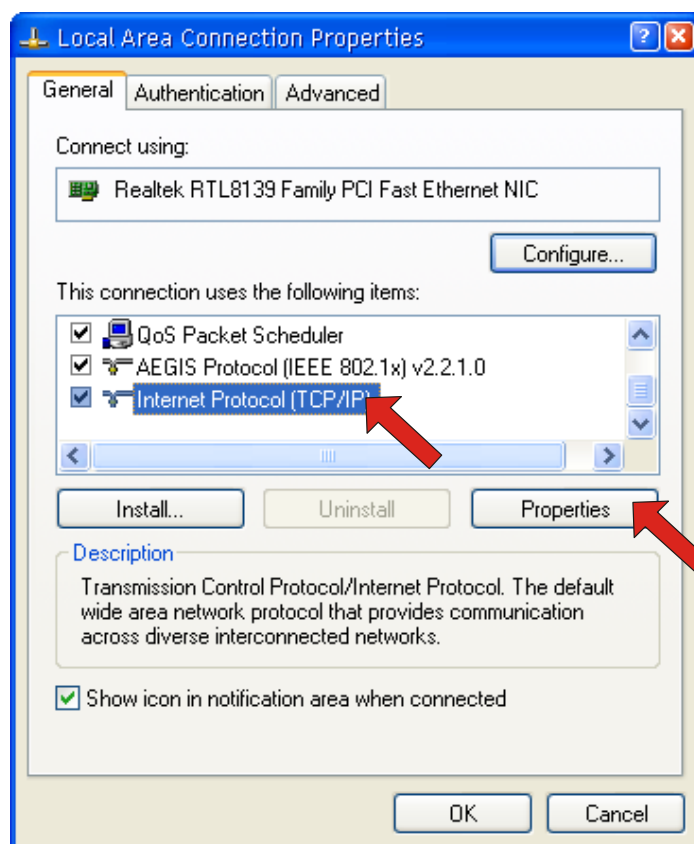 Local Area Connection Properties
General Authentication Advanced
Connect using:
Realtek RTL8139 Family PCI Fast Ethernet NIC
Configure...
This connection uses the following items:
QoS Packet Scheduler
AEGIS Protocol (IEEE 802.1x) v2.2.1.0
Internet Protocol (TCP/IP)
Install... Uninstall Properties
Description
Transmission Control Protocol/Internet Protocol. The default
wide area network protocol that provides communication
across diverse interconnected networks.
Show icon in notification area when connected
OK Cancel